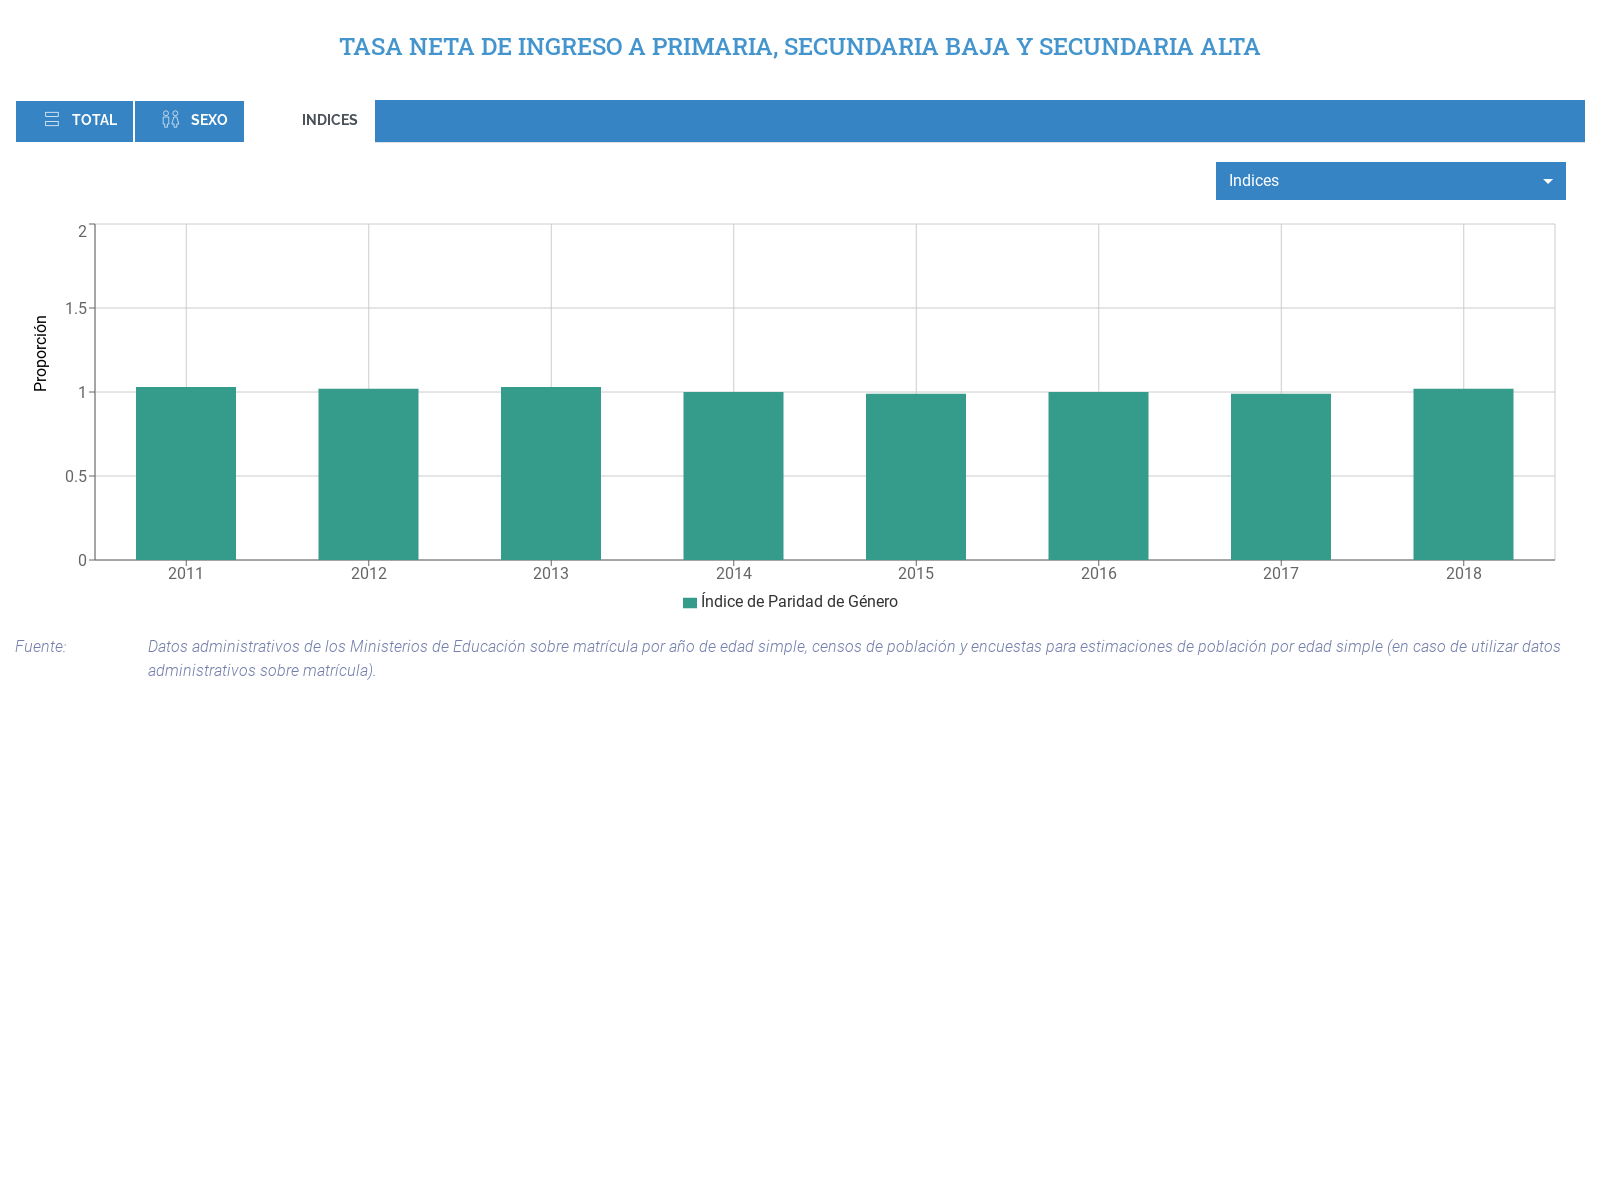 TASA NETA DE INGRESO A PRIMARIA, SECUNDARIA BAJA Y SECUNDARIA ALTA
TOTAL
SEXO
INDICES
Indices
2
1.5
1
0.5
0
Proporción
2011
2012
2013
2014
2015
2016
2017
2018
Índice de Paridad de Género
Fuente:
Datos administrativos de los Ministerios de Educación sobre matrícula por año de edad simple, censos de población y encuestas para estimaciones de población por edad simple (en caso de utilizar datos
administrativos sobre matrícula).